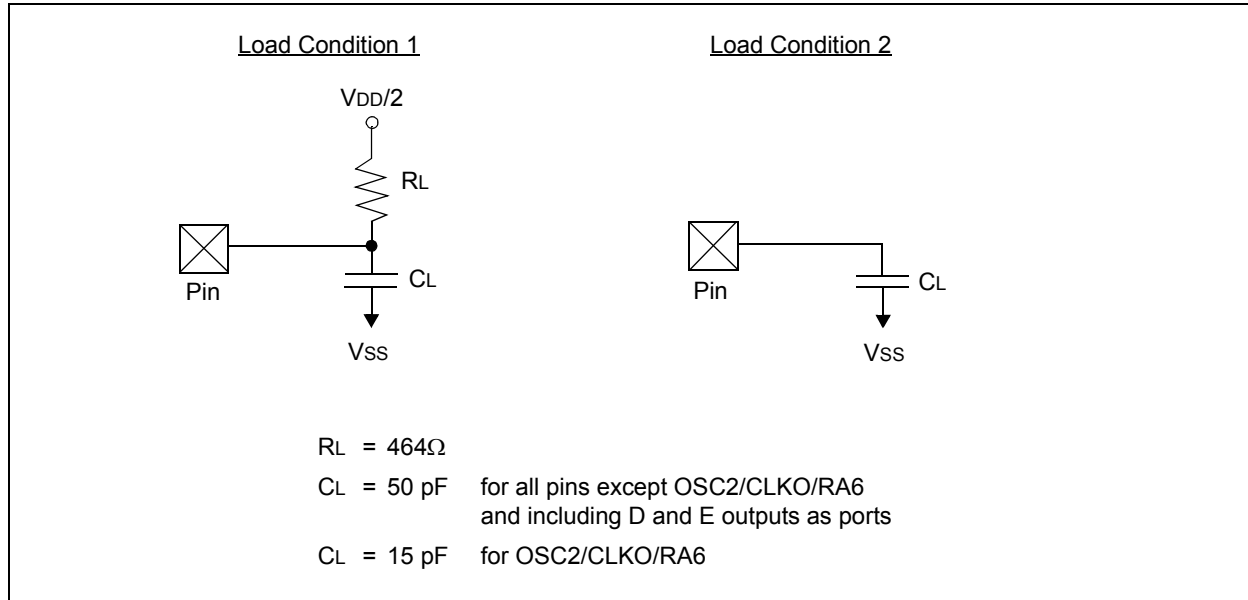 Load Condition 1
Load Condition 2
VDD/2
RL
Pin
CL
VSS
Pin
CL
VSS
RL = 464Ω
CL = 50 pF for all pins except OSC2/CLKO/RA6
and including D and E outputs as ports
CL = 15 pF for OSC2/CLKO/RA6